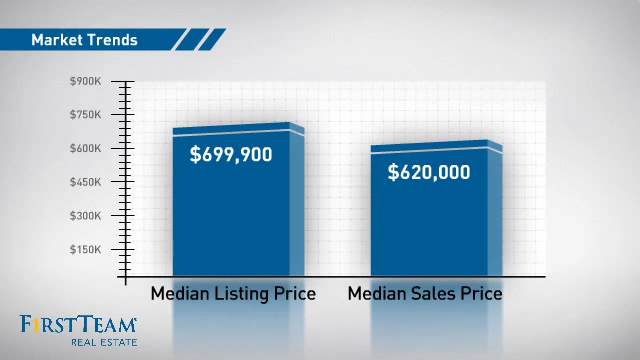 Market Trends
$900K
$750K
$600K
$450K
$300K
$150K
$699,900
$620,000
Median Listing Price
Median Sales Price
FIRSTTEAM®
REAL ESTATE